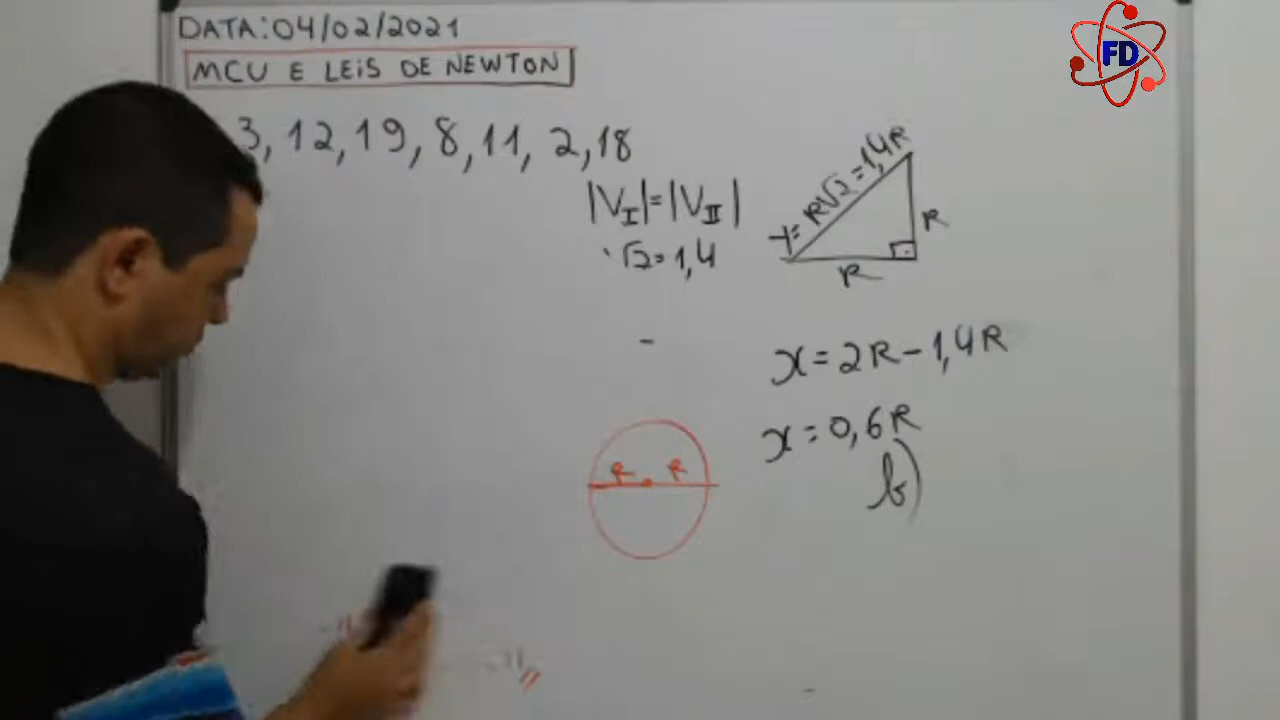 DATA: 04/02/2021
MCU E LEIS DE NEWTON
3, 12, 19, 8, 11, 2, 18
|V_I| = |V_II|
√2 = 1,4
y = R√2 = 1,4R
R
R
x = 2R - 1,4R
x = 0,6R
b)
R R
FD